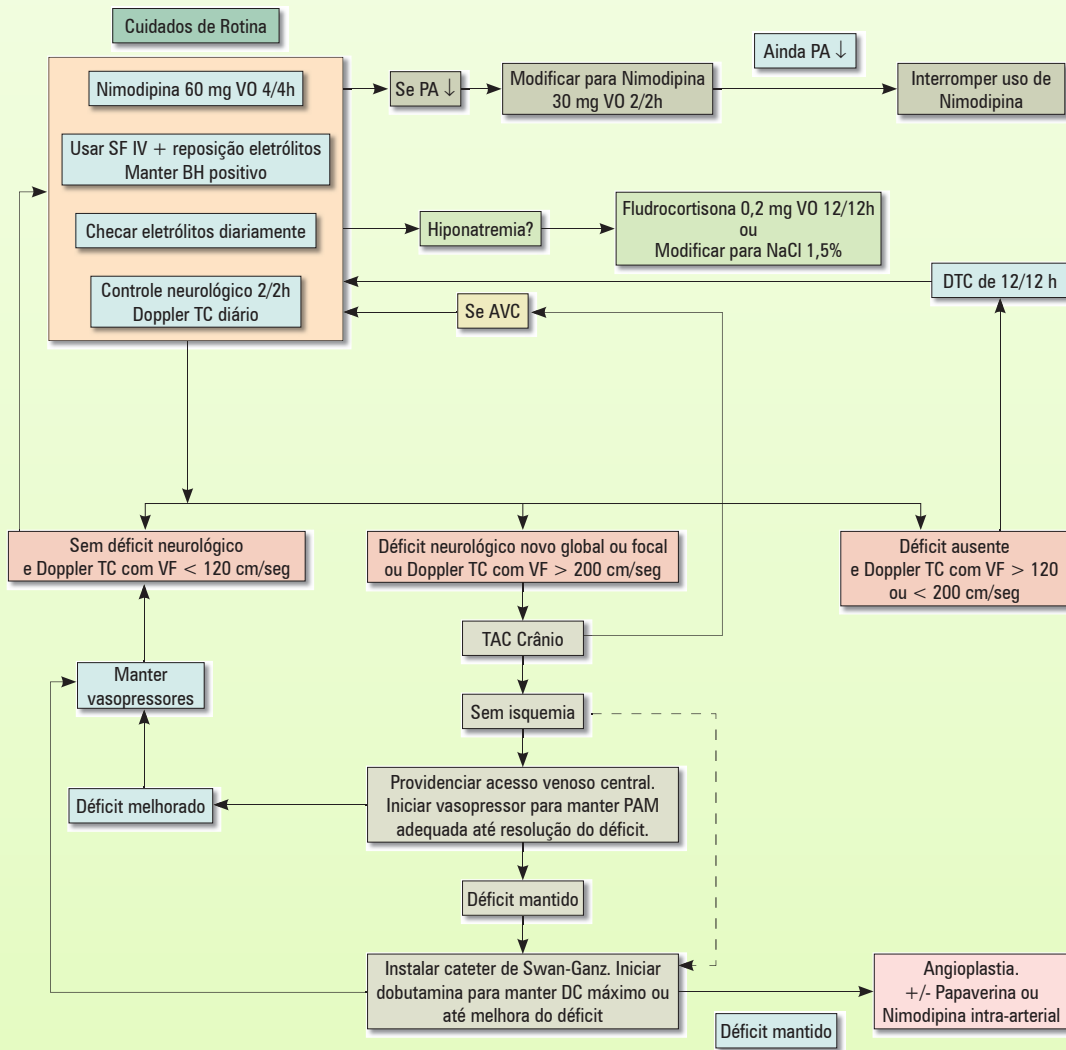 Cuidados de Rotina
Nimodipina 60 mg VO 4/4h
Se PA ↓
Modificar para Nimodipina
30 mg VO 2/2h
Ainda PA ↓
Interromper uso de
Nimodipina
Usar SF IV + reposição eletrólitos
Manter BH positivo
Checar eletrólitos diariamente
Hiponatremia?
Fludrocortisona 0,2 mg VO 12/12h
ou
Modificar para NaCl 1,5%
Controle neurológico 2/2h
Doppler TC diário
Se AVC
DTC de 12/12 h
Sem déficit neurológico
e Doppler TC com VF < 120 cm/seg
Déficit neurológico novo global ou focal
ou Doppler TC com VF > 200 cm/seg
Déficit ausente
e Doppler TC com VF > 120
ou < 200 cm/seg
TAC Crânio
Manter
vasopressores
Sem isquemia
Déficit melhorado
Providenciar acesso venoso central.
Iniciar vasopressor para manter PAM
adequada até resolução do déficit.
Déficit mantido
Instalar cateter de Swan-Ganz. Iniciar
dobutamina para manter DC máximo ou
até melhora do déficit
Déficit mantido
Angioplastia.
+/- Papaverina ou
Nimodipina intra-arterial